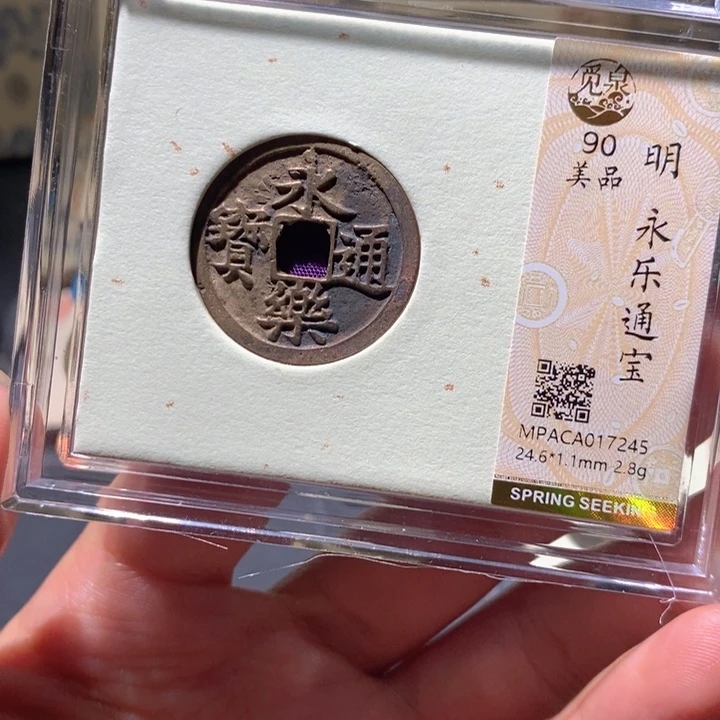 永樂通寶
觅泉
90
美品
明
永乐通宝
MPACA017245
24.6*1.1mm 2.8g
SPRING SEEKIN